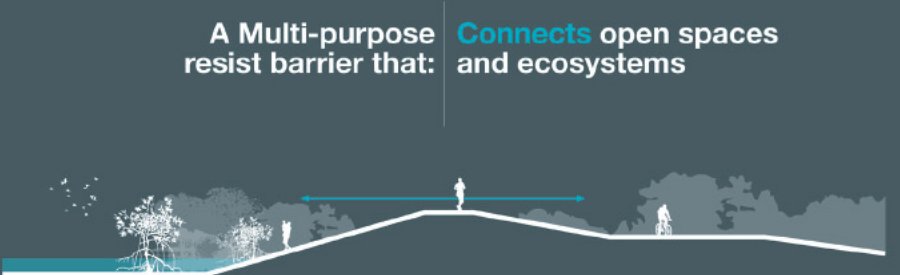 A Multi-purpose
resist barrier that:
Connects open spaces
and ecosystems